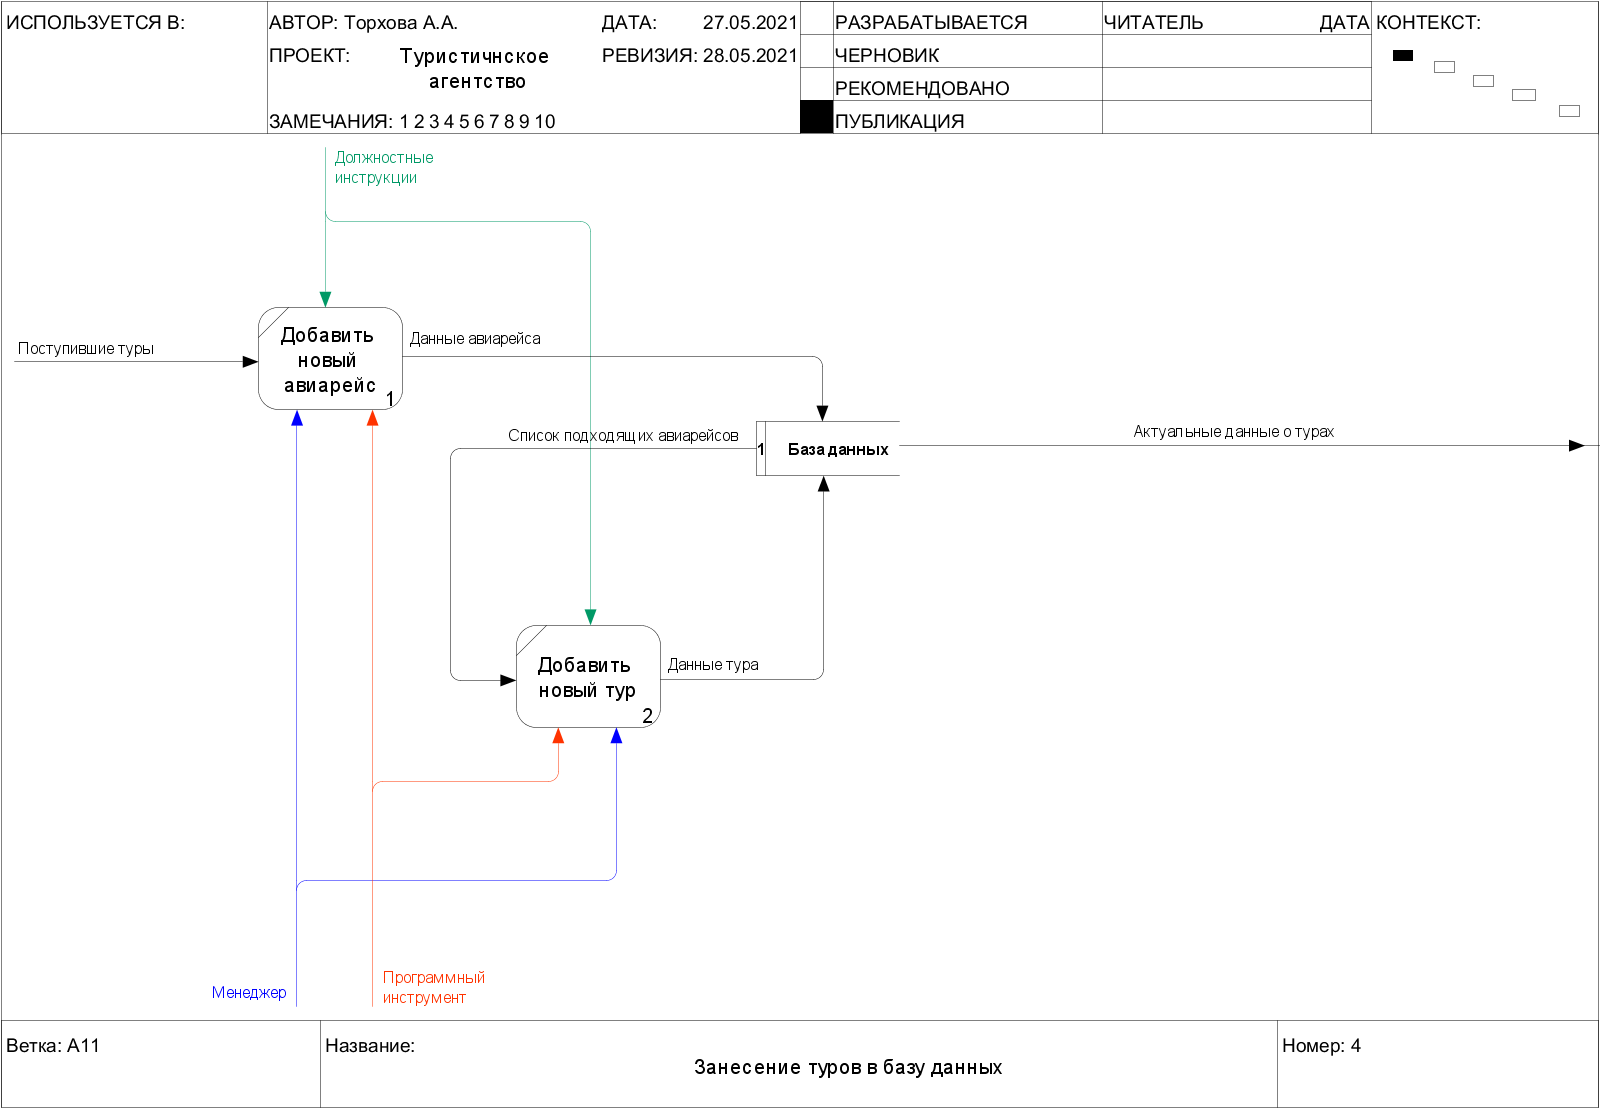 ИСПОЛЬЗУЕТСЯ В:
АВТОР: Торхова А.А.
ДАТА: 27.05.2021
ПРОЕКТ: Туристичнское
агентство
РЕВИЗИЯ: 28.05.2021
ЗАМЕЧАНИЯ: 1 2 3 4 5 6 7 8 9 10
РАЗРАБАТЫВАЕТСЯ
ЧЕРНОВИК
РЕКОМЕНДОВАНО
ПУБЛИКАЦИЯ
ЧИТАТЕЛЬ
ДАТА
КОНТЕКСТ:
Должностные
инструкции
Поступившие туры
Добавить
новый
авиарейс
1
Данные авиарейса
Список подходящих авиарейсов
1
База данных
Актуальные данные о турах
Добавить
новый тур
2
Данные тура
Менеджер
Программный
инструмент
Ветка: A11
Название:
Занесение туров в базу данных
Номер: 4